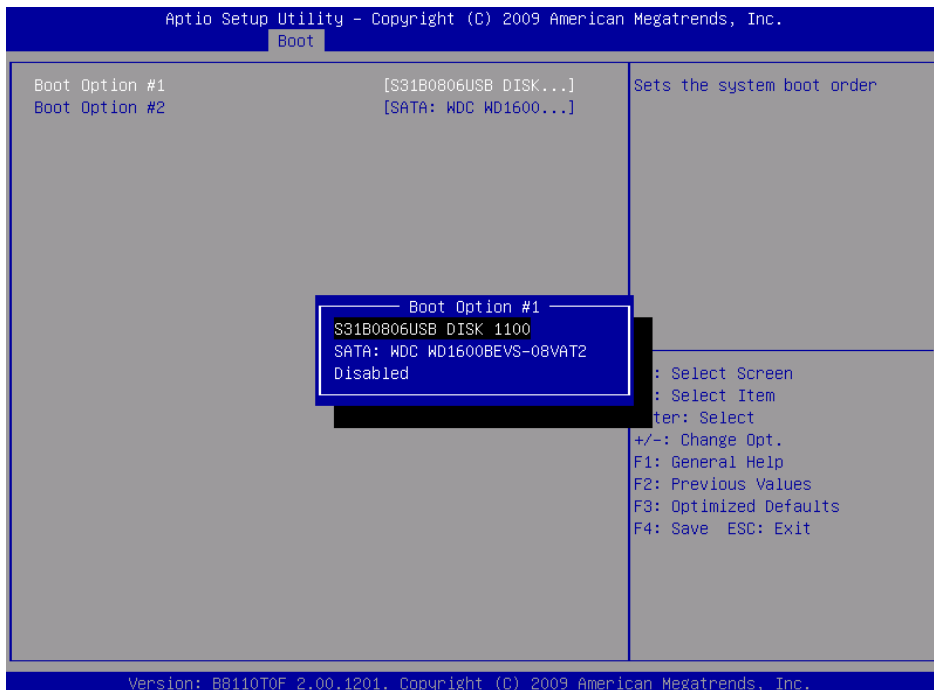 Aptio Setup Utility – Copyright (C) 2009 American Megatrends, Inc.
Boot
Boot Option #1 [S31B0806USB DISK...]
Boot Option #2 [SATA: WDC WD1600...]
Sets the system boot order
Boot Option #1
S31B0806USB DISK 1100
SATA: WDC WD1600BEVS-08VAT2
Disabled
: Select Screen
: Select Item
ter: Select
+/-: Change Opt.
F1: General Help
F2: Previous Values
F3: Optimized Defaults
F4: Save ESC: Exit
Version: B8110T0F 2.00.1201. Copyright (C) 2009 American Megatrends, Inc.